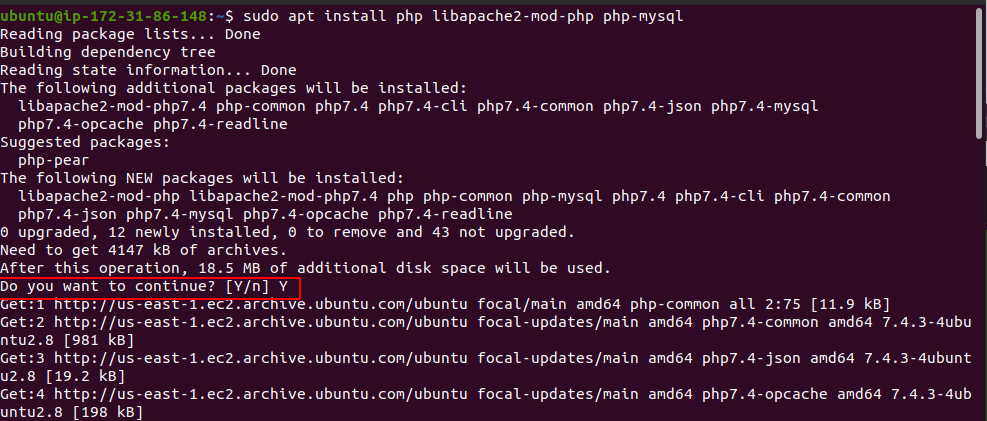 ubuntu@ip-172-31-86-148:~$ sudo apt install php libapache2-mod-php php-mysql
Reading package lists... Done
Building dependency tree
Reading state information... Done
The following additional packages will be installed:
  libapache2-mod-php7.4 php-common php7.4 php7.4-cli php7.4-common php7.4-json php7.4-mysql
  php7.4-opcache php7.4-readline
Suggested packages:
  php-pear
The following NEW packages will be installed:
  libapache2-mod-php libapache2-mod-php7.4 php php-common php-mysql php7.4 php7.4-cli php7.4-common
  php7.4-json php7.4-mysql php7.4-opcache php7.4-readline
0 upgraded, 12 newly installed, 0 to remove and 43 not upgraded.
Need to get 4147 kB of archives.
After this operation, 18.5 MB of additional disk space will be used.
Do you want to continue? [Y/n] Y
Get:1 http://us-east-1.ec2.archive.ubuntu.com/ubuntu focal/main amd64 php-common all 2:75 [11.9 kB]
Get:2 http://us-east-1.ec2.archive.ubuntu.com/ubuntu focal-updates/main amd64 php7.4-common amd64 7.4.3-4ubu
ntu2.8 [981 kB]
Get:3 http://us-east-1.ec2.archive.ubuntu.com/ubuntu focal-updates/main amd64 php7.4-json amd64 7.4.3-4ubunt
u2.8 [19.2 kB]
Get:4 http://us-east-1.ec2.archive.ubuntu.com/ubuntu focal-updates/main amd64 php7.4-opcache amd64 7.4.3-4ub
untu2.8 [198 kB]